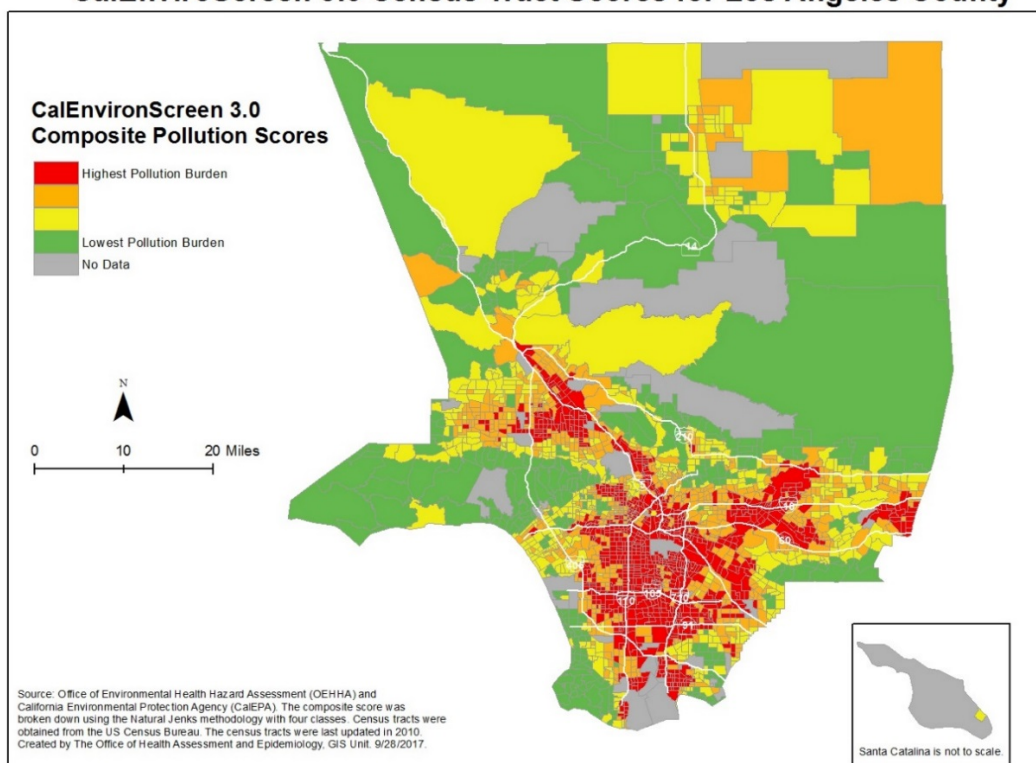 CalEnviroScreen 3.0 Census Tract Scores for Los Angeles County
CalEnvironScreen 3.0
Composite Pollution Scores
Highest Pollution Burden
Lowest Pollution Burden
No Data
14
N
0 10 20 Miles
210
10
60
110
105
710
91
Source: Office of Environmental Health Hazard Assessment (OEHHA) and
California Environmental Protection Agency (CalEPA). The composite score was
broken down using the Natural Jenks methodology with four classes. Census tracts were
obtained from the US Census Bureau. The census tracts were last updated in 2010.
Created by The Office of Health Assessment and Epidemiology, GIS Unit. 9/28/2017.
Santa Catalina is not to scale.